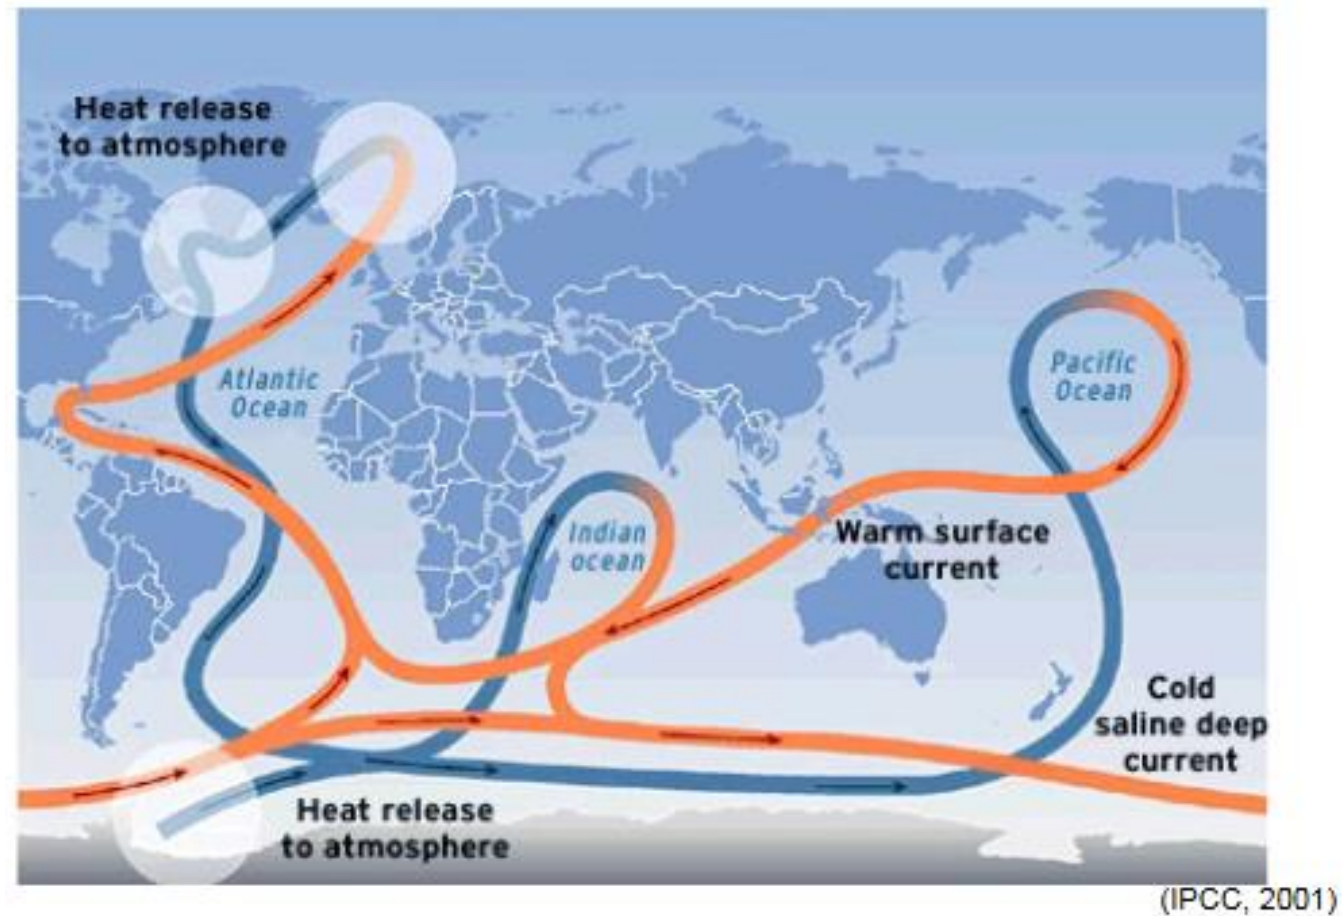 Heat release
to atmosphere
Atlantic
Ocean
Pacific
Ocean
Indian
ocean
Warm surface
current
Cold
saline deep
current
Heat release
to atmosphere
(IPCC, 2001)